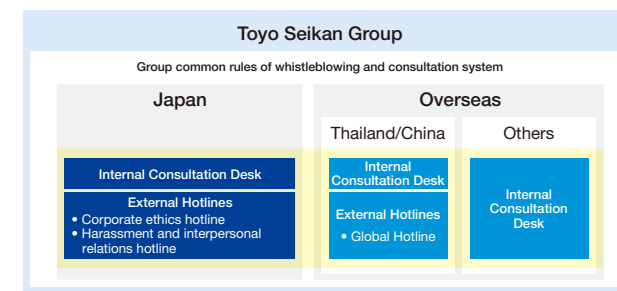 Toyo Seikan Group
Group common rules of whistleblowing and consultation system
Japan
Internal Consultation Desk
External Hotlines
• Corporate ethics hotline
• Harassment and interpersonal
relations hotline
Overseas
Thailand/China
Internal
Consultation Desk
External Hotlines
• Global Hotline
Others
Internal
Consultation
Desk